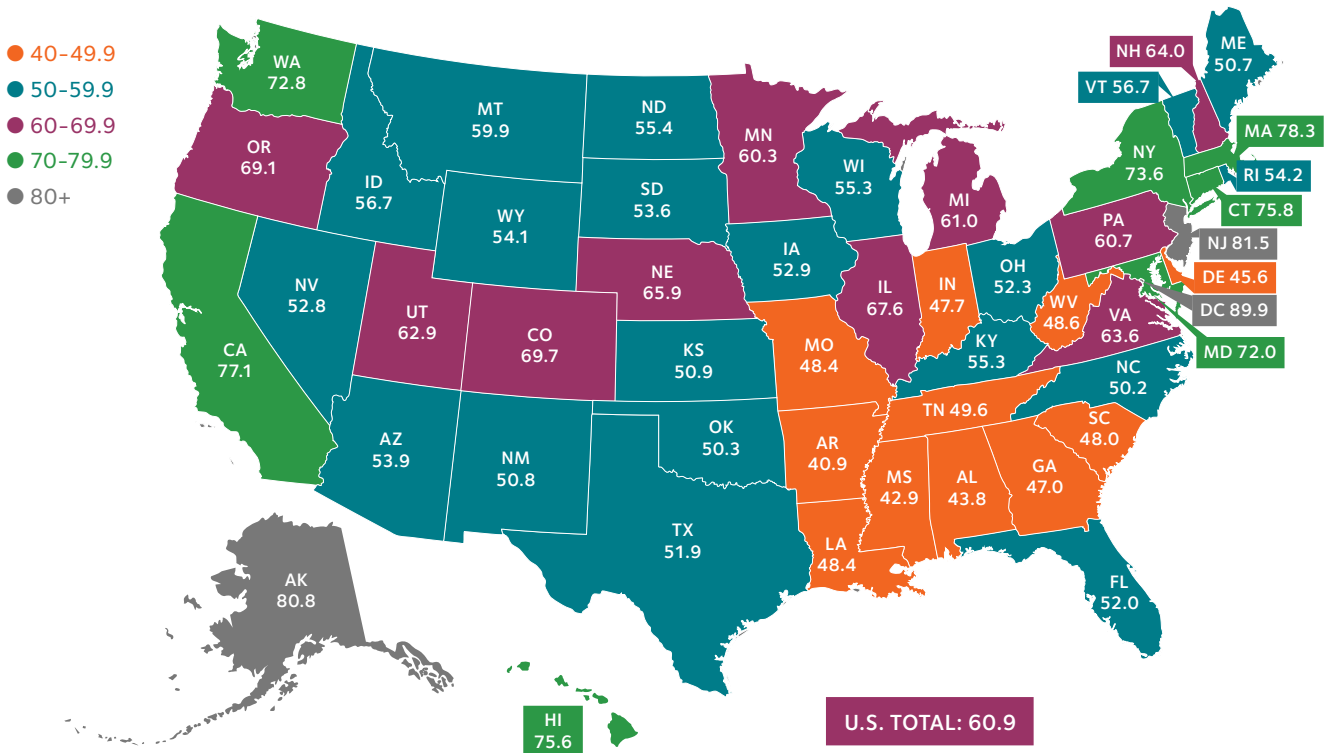 40–49.9
50–59.9
60–69.9
70–79.9
80+
WA
72.8
OR
69.1
CA
77.1
NV
52.8
ID
56.7
MT
59.9
WY
54.1
UT
62.9
CO
69.7
AZ
53.9
NM
50.8
ND
55.4
SD
53.6
NE
65.9
KS
50.9
OK
50.3
TX
51.9
MN
60.3
IA
52.9
MO
48.4
AR
40.9
LA
48.4
WI
55.3
IL
67.6
MI
61.0
IN
47.7
OH
52.3
KY
55.3
TN 49.6
MS
42.9
AL
43.8
GA
47.0
FL
52.0
SC
48.0
NC
50.2
VA
63.6
WV
48.6
PA
60.7
NY
73.6
VT 56.7
NH 64.0
ME
50.7
MA 78.3
RI 54.2
CT 75.8
NJ 81.5
DE 45.6
DC 89.9
MD 72.0
AK
80.8
HI
75.6
U.S. TOTAL: 60.9